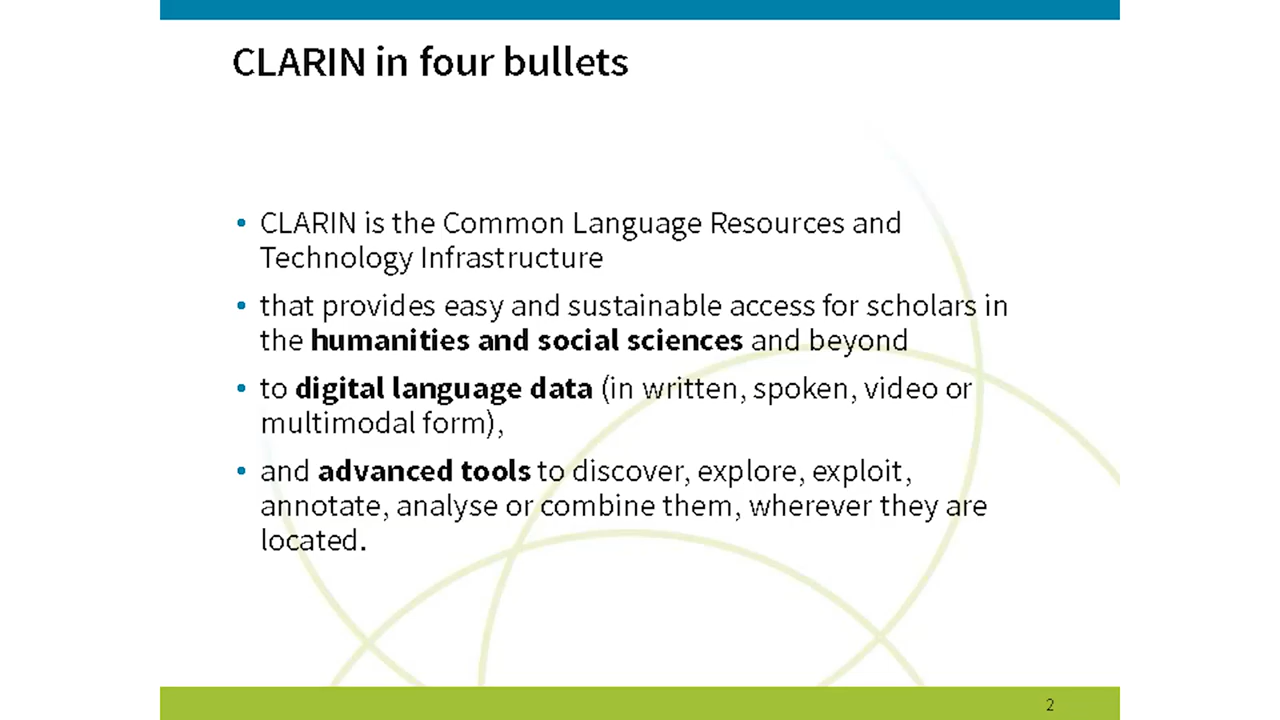 CLARIN in four bullets
• CLARIN is the Common Language Resources and
Technology Infrastructure
• that provides easy and sustainable access for scholars in
the humanities and social sciences and beyond
• to digital language data (in written, spoken, video or
multimodal form),
• and advanced tools to discover, explore, exploit,
annotate, analyse or combine them, wherever they are
located.
2